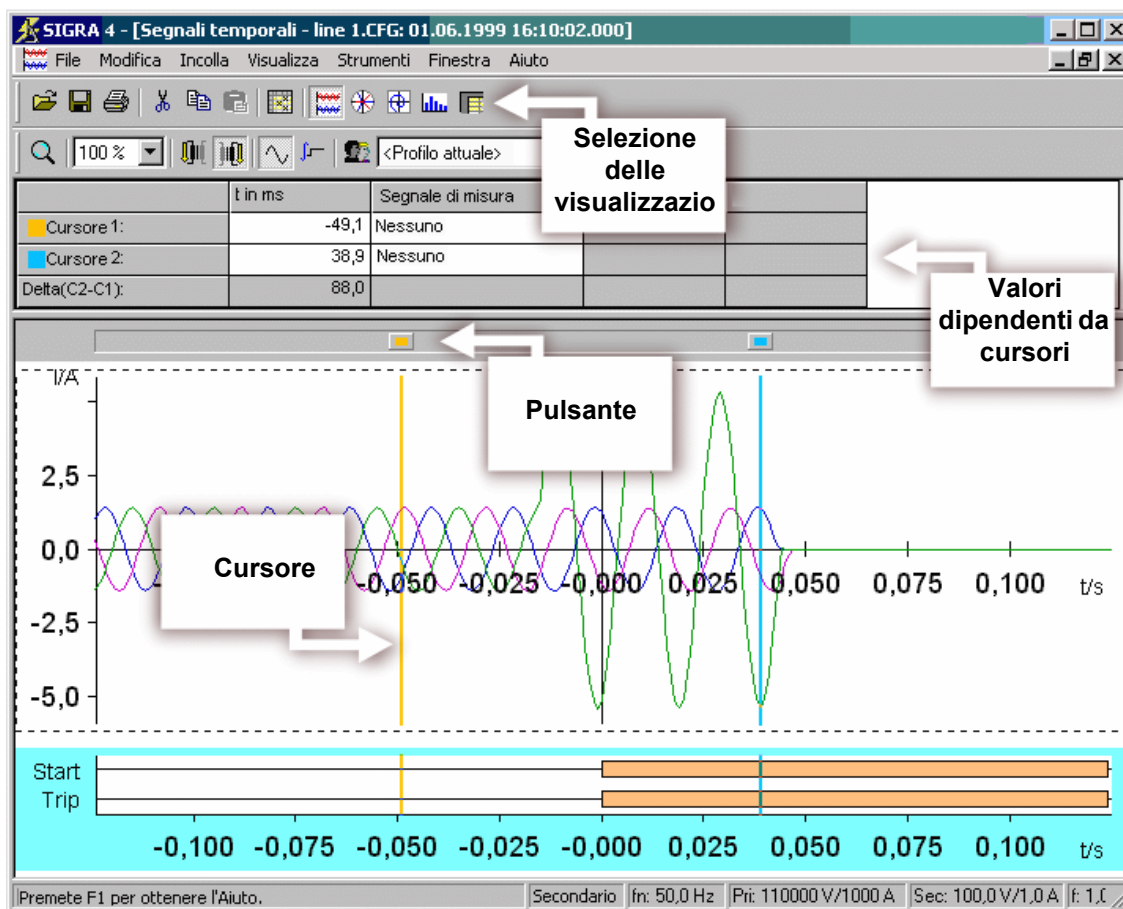 SIGRA 4 - [Segnali temporali - line 1.CFG: 01.06.1999 16:10:02.000]
File Modifica Incolla Visualizza Strumenti Finestra Aiuto
100 % <Profilo attuale>
Selezione
delle
visualizzazio
t in ms Segnale di misura
Cursore 1: -49,1 Nessuno
Cursore 2: 38,9 Nessuno
Delta(C2-C1): 88,0
Valori
dipendenti da
cursori
Pulsante
I/A
2,5
0,0
-2,5
-5,0
Cursore
-0,050 -0,025 -0,000 0,025 0,050 0,075 0,100 t/s
Start
Trip
-0,100 -0,075 -0,050 -0,025 -0,000 0,025 0,050 0,075 0,100 t/s
Premete F1 per ottenere l'Aiuto. Secondario fn: 50,0 Hz Pri: 110000 V/1000 A Sec: 100,0 V/1,0 A f: 1,